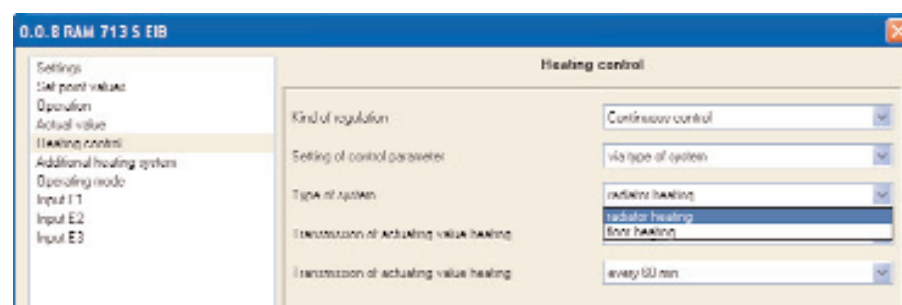 0.0.8 RAM 713 S EIB
Settings
Set point values
Operation
Actual value
Heating control
Additional heating system
Operating mode
Input E1
Input E2
Input E3
Heating control
Kind of regulation
Continuous control
Setting of control parameter
via type of system
Type of system
radiator heating
radiator heating
floor heating
Transmission of actuating value heating
Transmission of actuating value heating
every 60 min